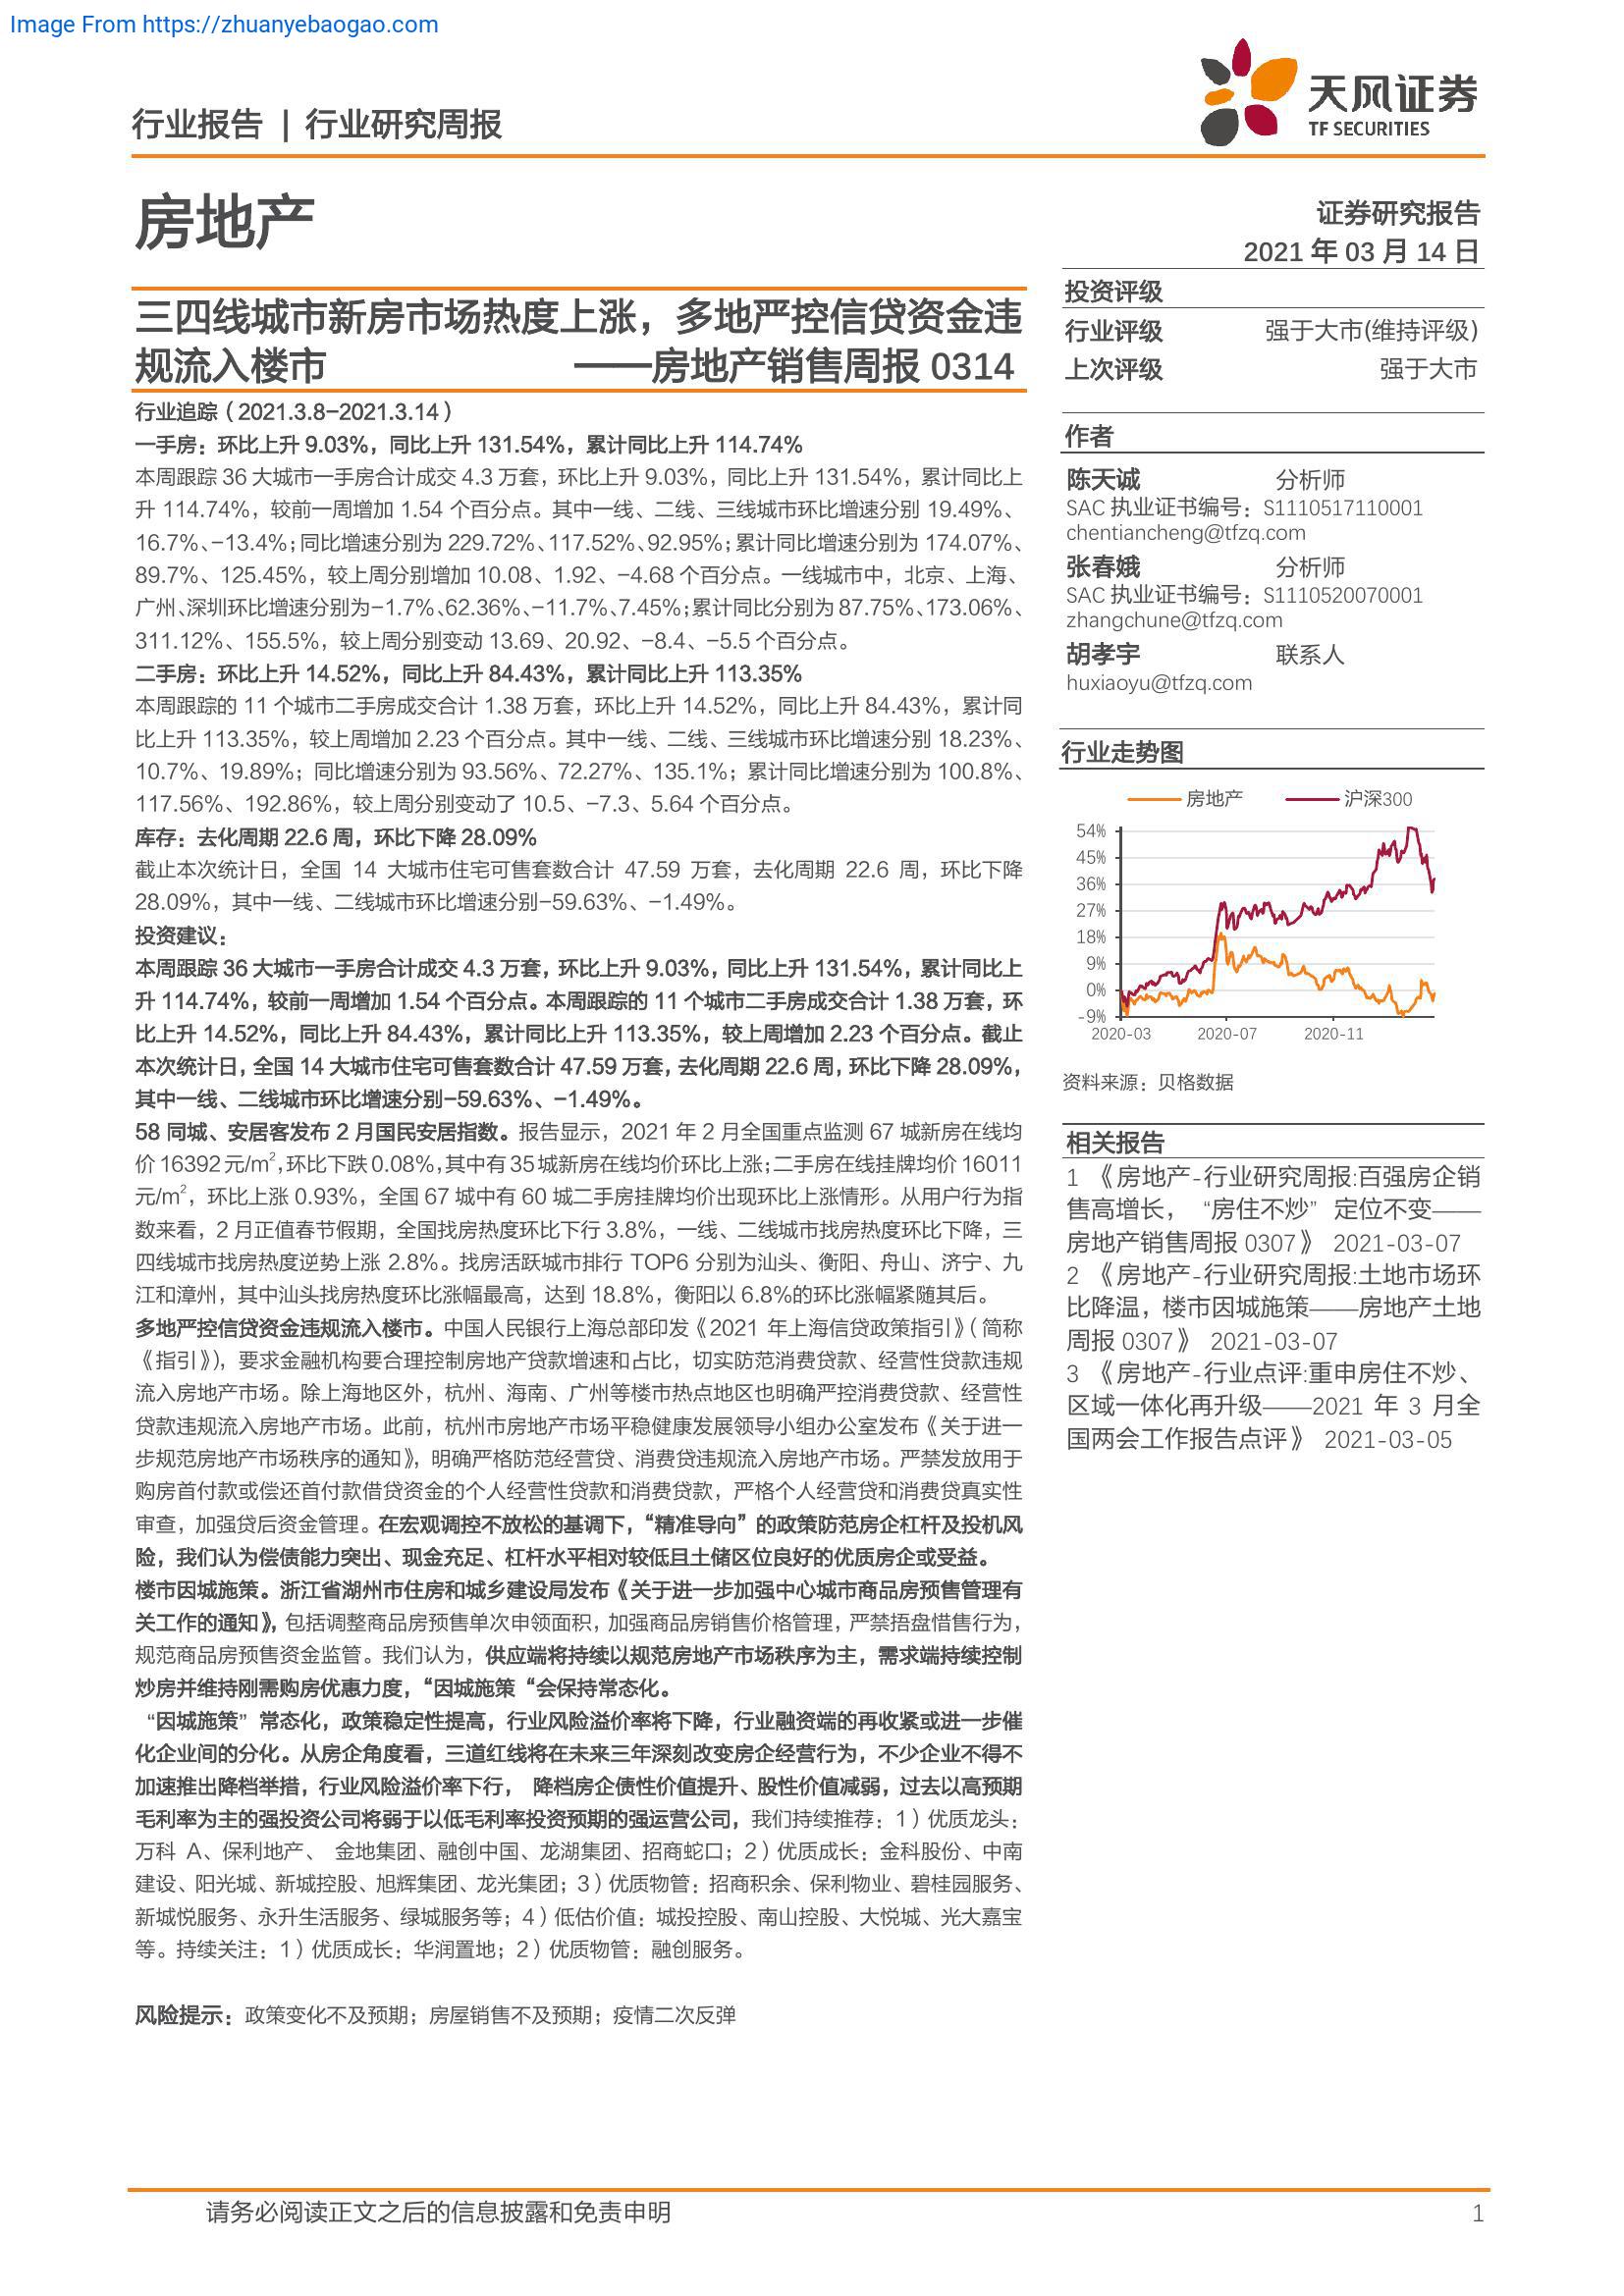 Image From https://zhuanyebaogao.com
行业报告 | 行业研究周报
天风证券
TF SECURITIES
房地产
证券研究报告
2021 年 03 月 14 日
三四线城市新房市场热度上涨，多地严控信贷资金违
规流入楼市 ——房地产销售周报 0314
行业追踪（2021.3.8-2021.3.14）
一手房：环比上升 9.03%，同比上升 131.54%，累计同比上升 114.74%
本周跟踪 36 大城市一手房合计成交 4.3 万套，环比上升 9.03%，同比上升 131.54%，累计同比上
升 114.74%，较前一周增加 1.54 个百分点。其中一线、二线、三线城市环比增速分别 19.49%、
16.7%、-13.4%；同比增速分别为 229.72%、117.52%、92.95%；累计同比增速分别为 174.07%、
89.7%、125.45%，较上周分别增加 10.08、1.92、-4.68 个百分点。一线城市中，北京、上海、
广州、深圳环比增速分别为-1.7%、62.36%、-11.7%、7.45%；累计同比分别为 87.75%、173.06%、
311.12%、155.5%，较上周分别变动 13.69、20.92、-8.4、-5.5 个百分点。
二手房：环比上升 14.52%，同比上升 84.43%，累计同比上升 113.35%
本周跟踪的 11 个城市二手房成交合计 1.38 万套，环比上升 14.52%，同比上升 84.43%，累计同
比上升 113.35%，较上周增加 2.23 个百分点。其中一线、二线、三线城市环比增速分别 18.23%、
10.7%、19.89%；同比增速分别为 93.56%、72.27%、135.1%；累计同比增速分别为 100.8%、
117.56%、192.86%，较上周分别变动了 10.5、-7.3、5.64 个百分点。
库存：去化周期 22.6 周，环比下降 28.09%
截止本次统计日，全国 14 大城市住宅可售套数合计 47.59 万套，去化周期 22.6 周，环比下降
28.09%，其中一线、二线城市环比增速分别-59.63%、-1.49%。
投资建议：
本周跟踪 36 大城市一手房合计成交 4.3 万套，环比上升 9.03%，同比上升 131.54%，累计同比上
升 114.74%，较前一周增加 1.54 个百分点。本周跟踪的 11 个城市二手房成交合计 1.38 万套，环
比上升 14.52%，同比上升 84.43%，累计同比上升 113.35%，较上周增加 2.23 个百分点。截止
本次统计日，全国 14 大城市住宅可售套数合计 47.59 万套，去化周期 22.6 周，环比下降 28.09%，
其中一线、二线城市环比增速分别-59.63%、-1.49%。
58 同城、安居客发布 2 月国民安居指数。报告显示，2021 年 2 月全国重点监测 67 城新房在线均
价 16392 元/m²，环比下跌 0.08%，其中有 35 城新房在线均价环比上涨；二手房在线挂牌均价 16011
元/m²，环比上涨 0.93%，全国 67 城中有 60 城二手房挂牌均价出现环比上涨情形。从用户行为指
数来看，2 月正值春节假期，全国找房热度环比下行 3.8%，一线、二线城市找房热度环比下降，三
四线城市找房热度逆势上涨 2.8%。找房活跃城市排行 TOP6 分别为汕头、衡阳、舟山、济宁、九
江和漳州，其中汕头找房热度环比涨幅最高，达到 18.8%，衡阳以 6.8%的环比涨幅紧随其后。
多地严控信贷资金违规流入楼市。中国人民银行上海总部印发《2021 年上海信贷政策指引》（简称
《指引》），要求金融机构要合理控制房地产贷款增速和占比，切实防范消费贷款、经营性贷款违规
流入房地产市场。除上海地区外，杭州、海南、广州等楼市热点地区也明确严控消费贷款、经营性
贷款违规流入房地产市场。此前，杭州市房地产市场平稳健康发展领导小组办公室发布《关于进一
步规范房地产市场秩序的通知》，明确严格防范经营贷、消费贷违规流入房地产市场。严禁发放用于
购房首付款或偿还首付款借贷资金的个人经营性贷款和消费贷款，严格个人经营贷和消费贷真实性
审查，加强贷后资金管理。在宏观调控不放松的基调下，“精准导向”的政策防范房企杠杆及投机风
险，我们认为偿债能力突出、现金充足、杠杆水平相对较低且土储区位良好的优质房企或受益。
楼市因城施策。浙江省湖州市住房和城乡建设局发布《关于进一步加强中心城市商品房预售管理有
关工作的通知》，包括调整商品房预售单次申领面积，加强商品房销售价格管理，严禁捂盘惜售行为，
规范商品房预售资金监管。我们认为，供应端将持续以规范房地产市场秩序为主，需求端持续控制
炒房并维持刚需购房优惠力度，“因城施策“会保持常态化。
“因城施策”常态化，政策稳定性提高，行业风险溢价率将下降，行业融资端的再收紧或进一步催
化企业间的分化。从房企角度看，三道红线将在未来三年深刻改变房企经营行为，不少企业不得不
加速推出降档举措，行业风险溢价率下行， 降档房企债性价值提升、股性价值减弱，过去以高预期
毛利率为主的强投资公司将弱于以低毛利率投资预期的强运营公司，我们持续推荐：1）优质龙头：
万科 A、保利地产、 金地集团、融创中国、龙湖集团、招商蛇口；2）优质成长：金科股份、中南
建设、阳光城、新城控股、旭辉集团、龙光集团；3）优质物管：招商积余、保利物业、碧桂园服务、
新城悦服务、永升生活服务、绿城服务等；4）低估价值：城投控股、南山控股、大悦城、光大嘉宝
等。持续关注：1）优质成长：华润置地；2）优质物管：融创服务。
风险提示：政策变化不及预期；房屋销售不及预期；疫情二次反弹
投资评级
行业评级 强于大市(维持评级)
上次评级 强于大市
作者
陈天诚 分析师
SAC 执业证书编号：S1110517110001
chentiancheng@tfzq.com
张春娥 分析师
SAC 执业证书编号：S1110520070001
zhangchune@tfzq.com
胡孝宇 联系人
huxiaoyu@tfzq.com
行业走势图
房地产 沪深300
54%
45%
36%
27%
18%
9%
0%
-9%
2020-03 2020-07 2020-11
资料来源：贝格数据
相关报告
1 《房地产-行业研究周报:百强房企销
售高增长， “房住不炒” 定位不变——
房地产销售周报 0307》 2021-03-07
2 《房地产-行业研究周报:土地市场环
比降温，楼市因城施策——房地产土地
周报 0307》 2021-03-07
3 《房地产-行业点评:重申房住不炒、
区域一体化再升级——2021 年 3 月全
国两会工作报告点评》 2021-03-05
请务必阅读正文之后的信息披露和免责申明 1